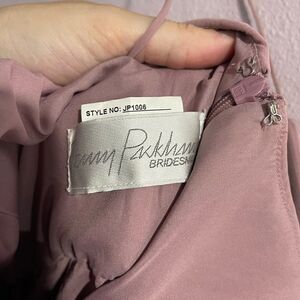 STYLE NO: JP1006
Packham
BRIDESM